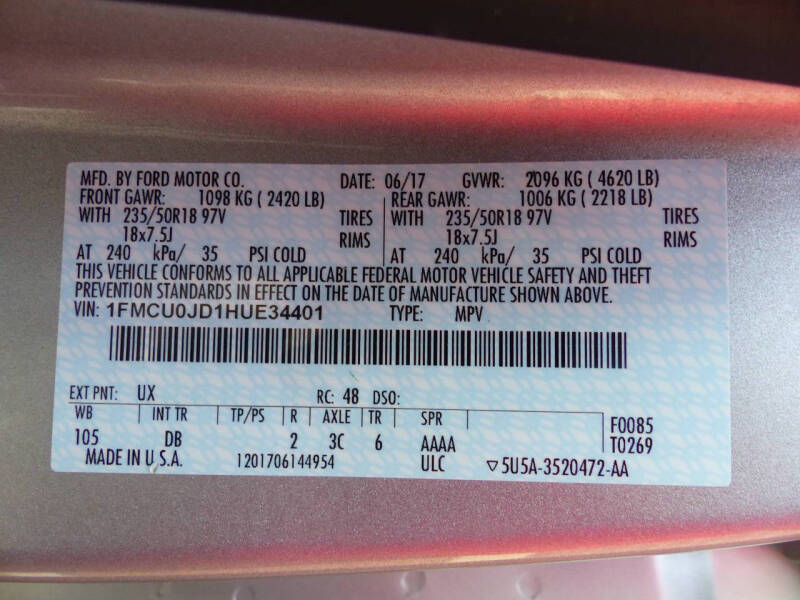 MFD. BY FORD MOTOR CO. DATE: 06/17 GVWR: 2096 KG ( 4620 LB)
FRONT GAWR: 1098 KG ( 2420 LB) REAR GAWR: 1006 KG ( 2218 LB)
WITH 235/50R18 97V TIRES WITH 235/50R18 97V TIRES
18x7.5J RIMS 18x7.5J RIMS
AT 240 kPa/ 35 PSI COLD AT 240 kPa/ 35 PSI COLD
THIS VEHICLE CONFORMS TO ALL APPLICABLE FEDERAL MOTOR VEHICLE SAFETY AND THEFT
PREVENTION STANDARDS IN EFFECT ON THE DATE OF MANUFACTURE SHOWN ABOVE.
VIN: 1FMCU0JD1HUE34401 TYPE: MPV
EXT PNT: UX RC: 48 DSO:
WB INT TR TP/PS R AXLE TR SPR F0085
105 DB 2 3C 6 AAAA T0269
MADE IN U.S.A. 1201706144954 ULC ▽5U5A-3520472-AA